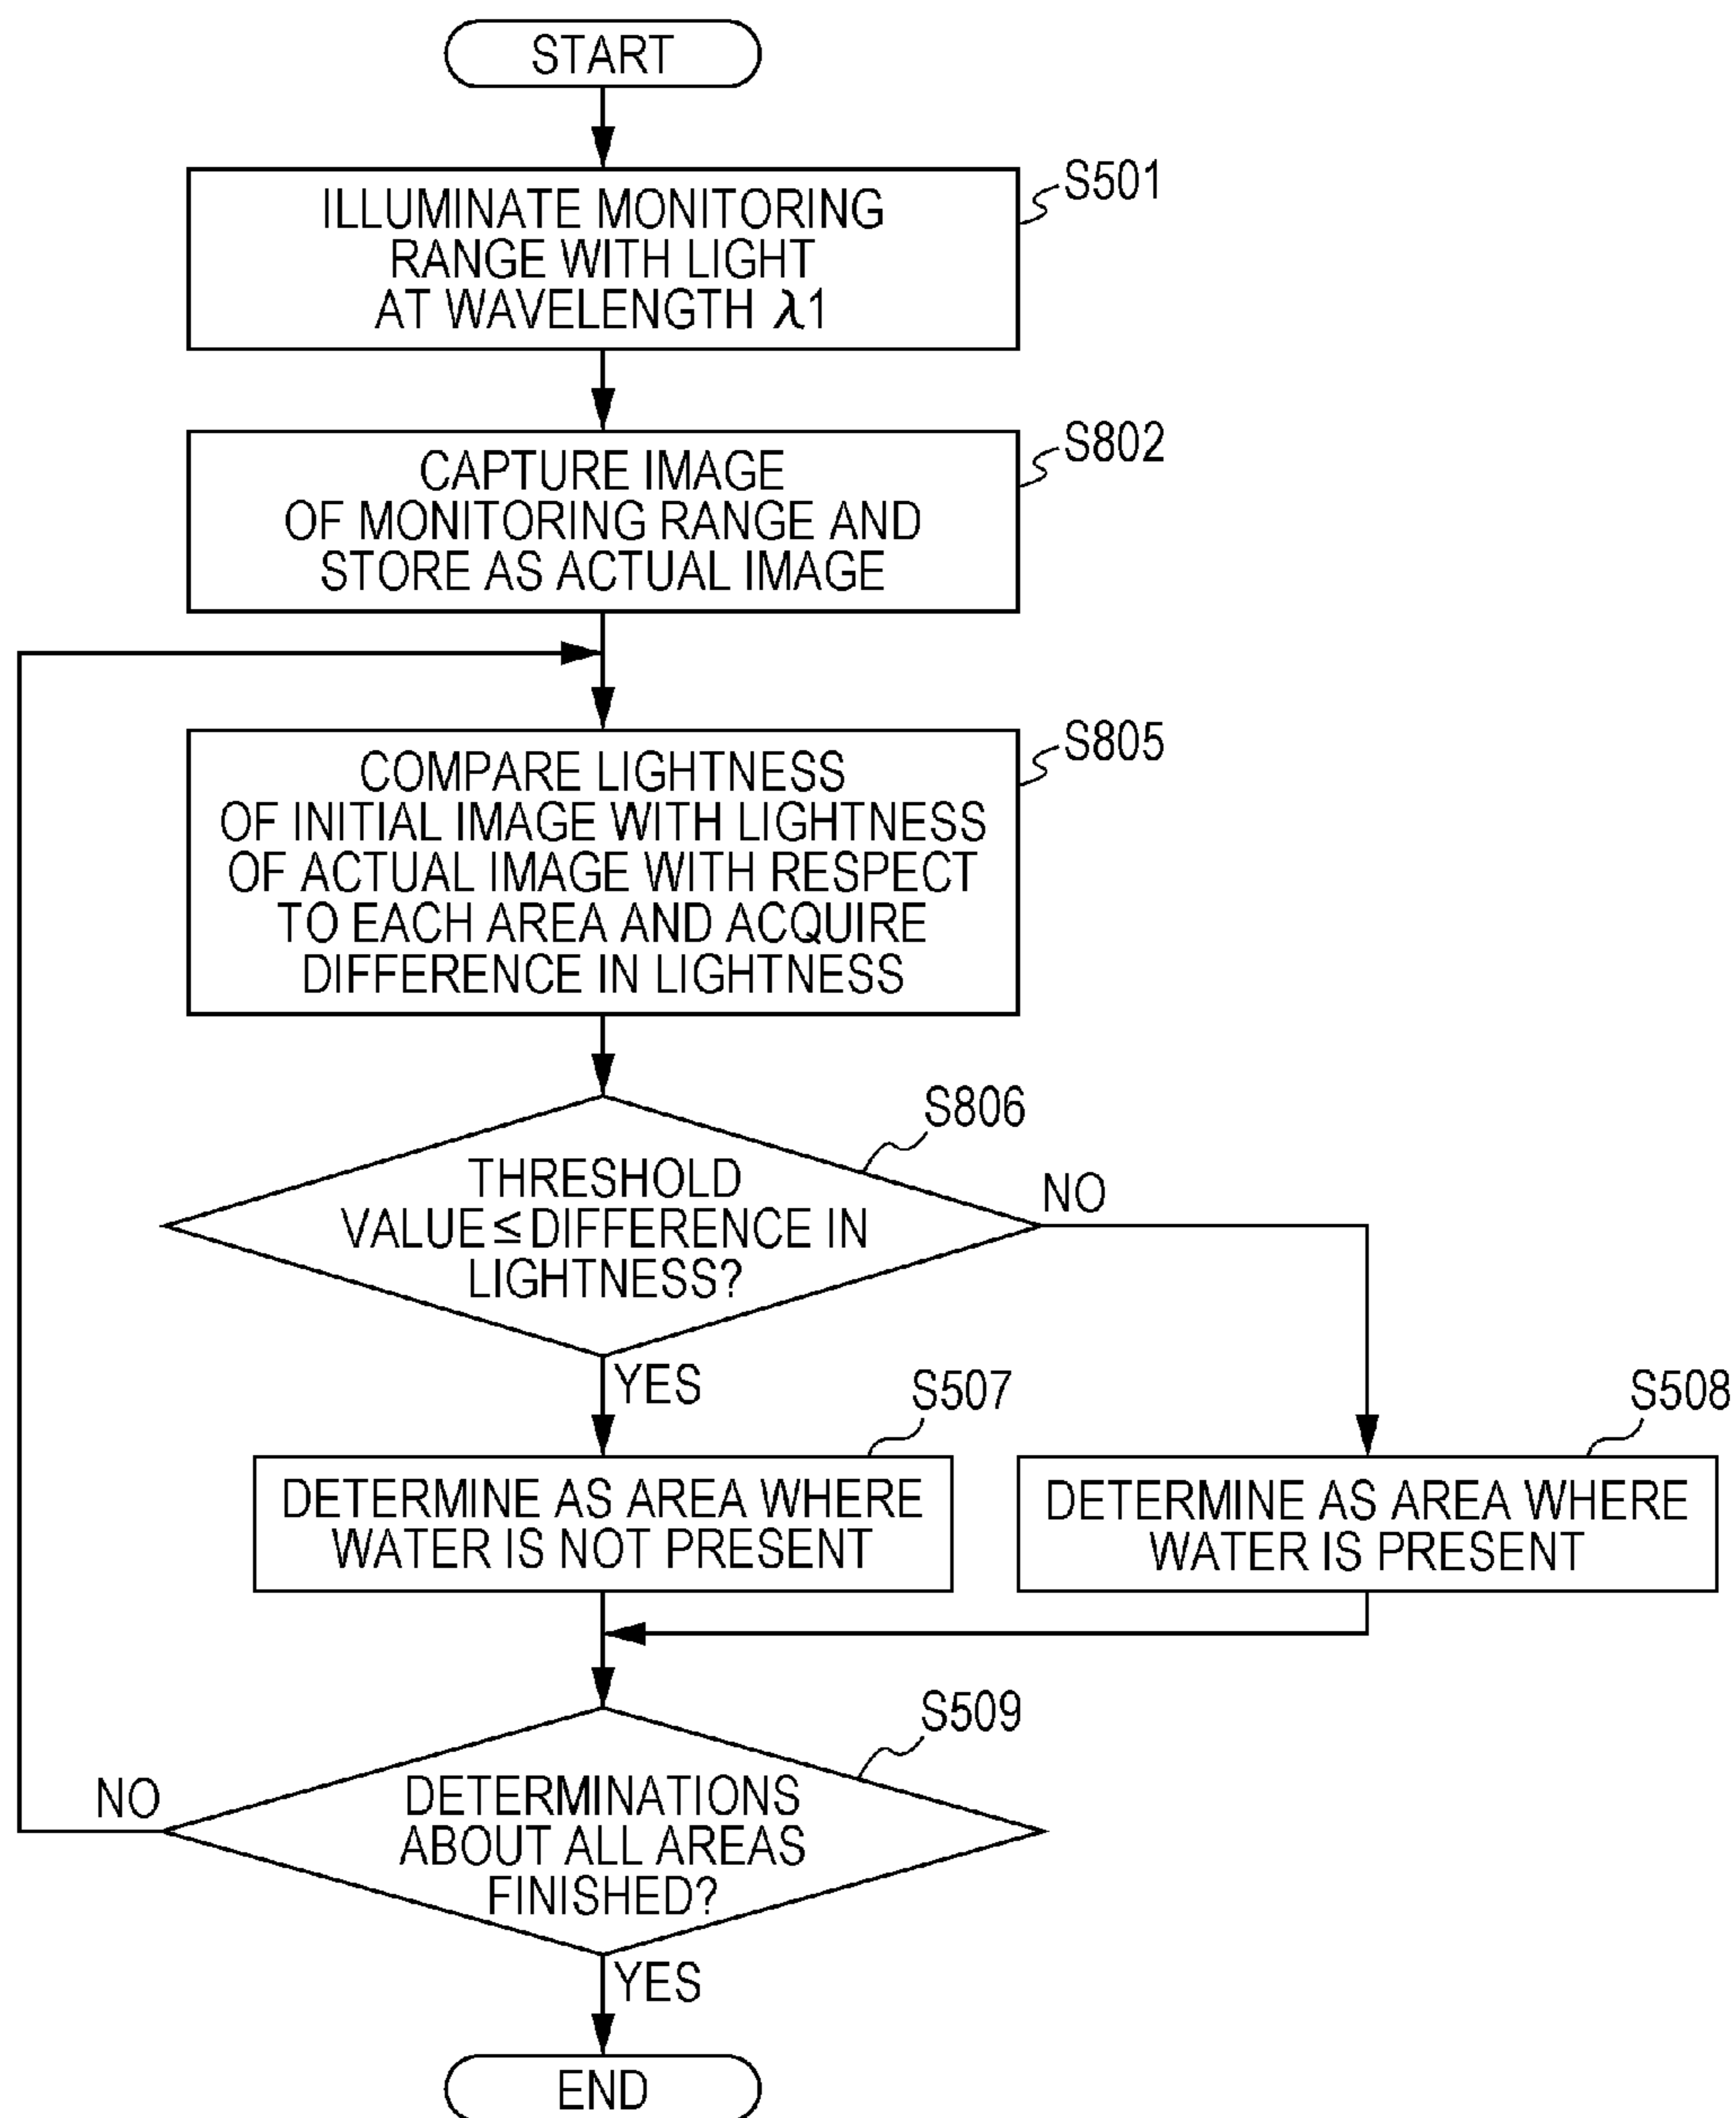 START
S501
ILLUMINATE MONITORING
RANGE WITH LIGHT
AT WAVELENGTH λ1
S802
CAPTURE IMAGE
OF MONITORING RANGE AND
STORE AS ACTUAL IMAGE
S805
COMPARE LIGHTNESS
OF INITIAL IMAGE WITH LIGHTNESS
OF ACTUAL IMAGE WITH RESPECT
TO EACH AREA AND ACQUIRE
DIFFERENCE IN LIGHTNESS
S806
THRESHOLD
VALUE ≤ DIFFERENCE IN
LIGHTNESS?
NO
YES
S507
DETERMINE AS AREA WHERE
WATER IS NOT PRESENT
S508
DETERMINE AS AREA WHERE
WATER IS PRESENT
S509
DETERMINATIONS
ABOUT ALL AREAS
FINISHED?
NO
YES
END